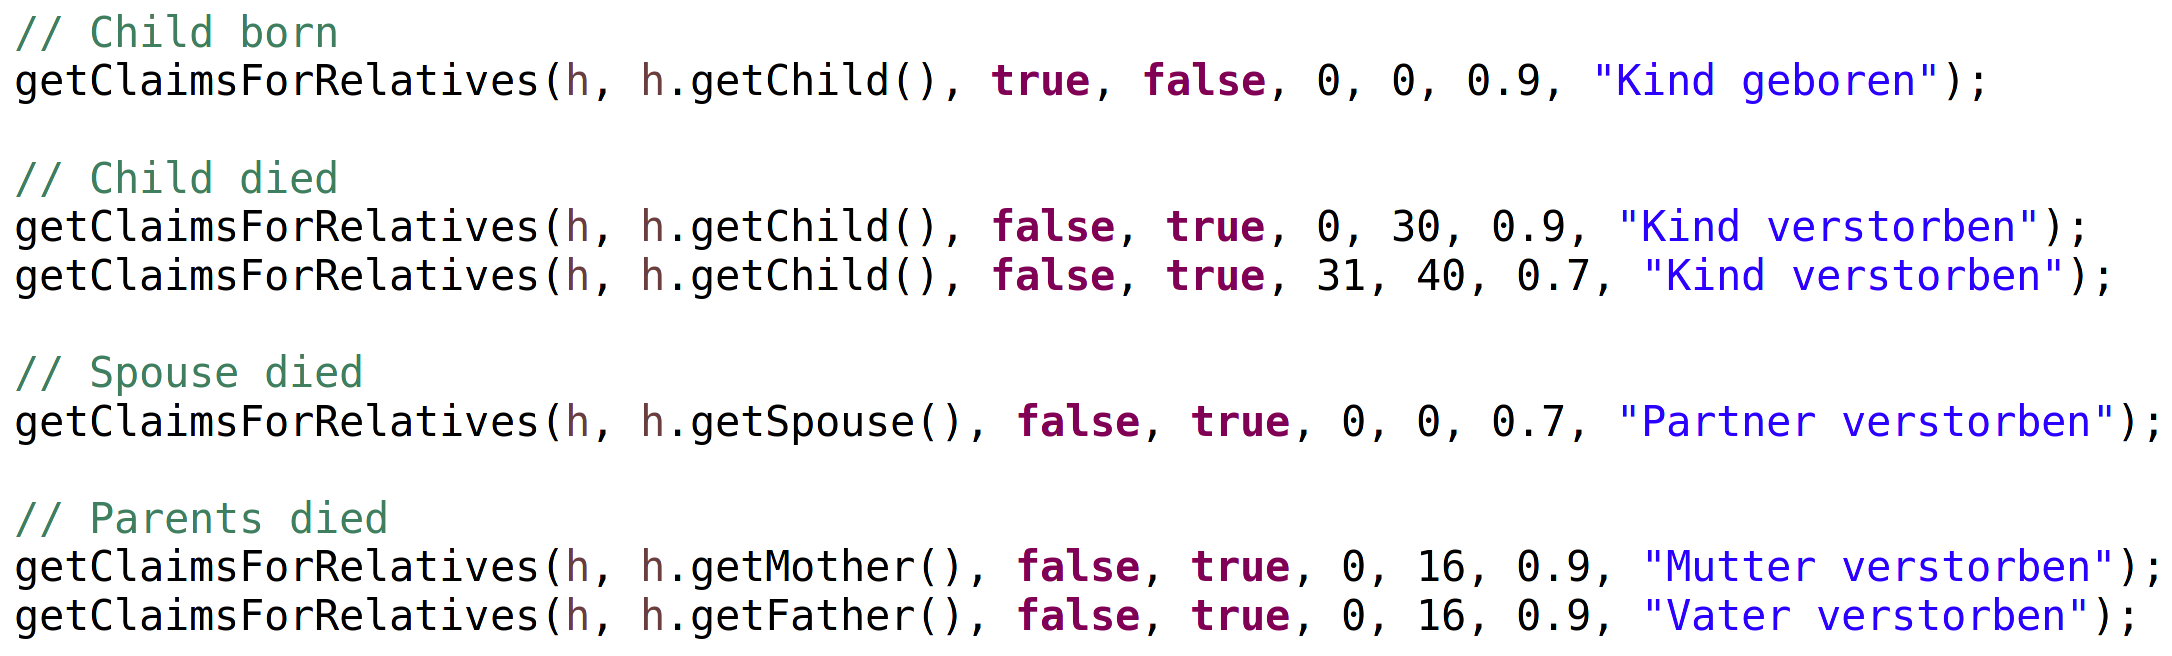 // Child born
getClaimsForRelatives(h, h.getChild(), true, false, 0, 0, 0.9, "Kind geboren");
// Child died
getClaimsForRelatives(h, h.getChild(), false, true, 0, 30, 0.9, "Kind verstorben");
getClaimsForRelatives(h, h.getChild(), false, true, 31, 40, 0.7, "Kind verstorben");
// Spouse died
getClaimsForRelatives(h, h.getSpouse(), false, true, 0, 0, 0.7, "Partner verstorben");
// Parents died
getClaimsForRelatives(h, h.getMother(), false, true, 0, 16, 0.9, "Mutter verstorben");
getClaimsForRelatives(h, h.getFather(), false, true, 0, 16, 0.9, "Vater verstorben");